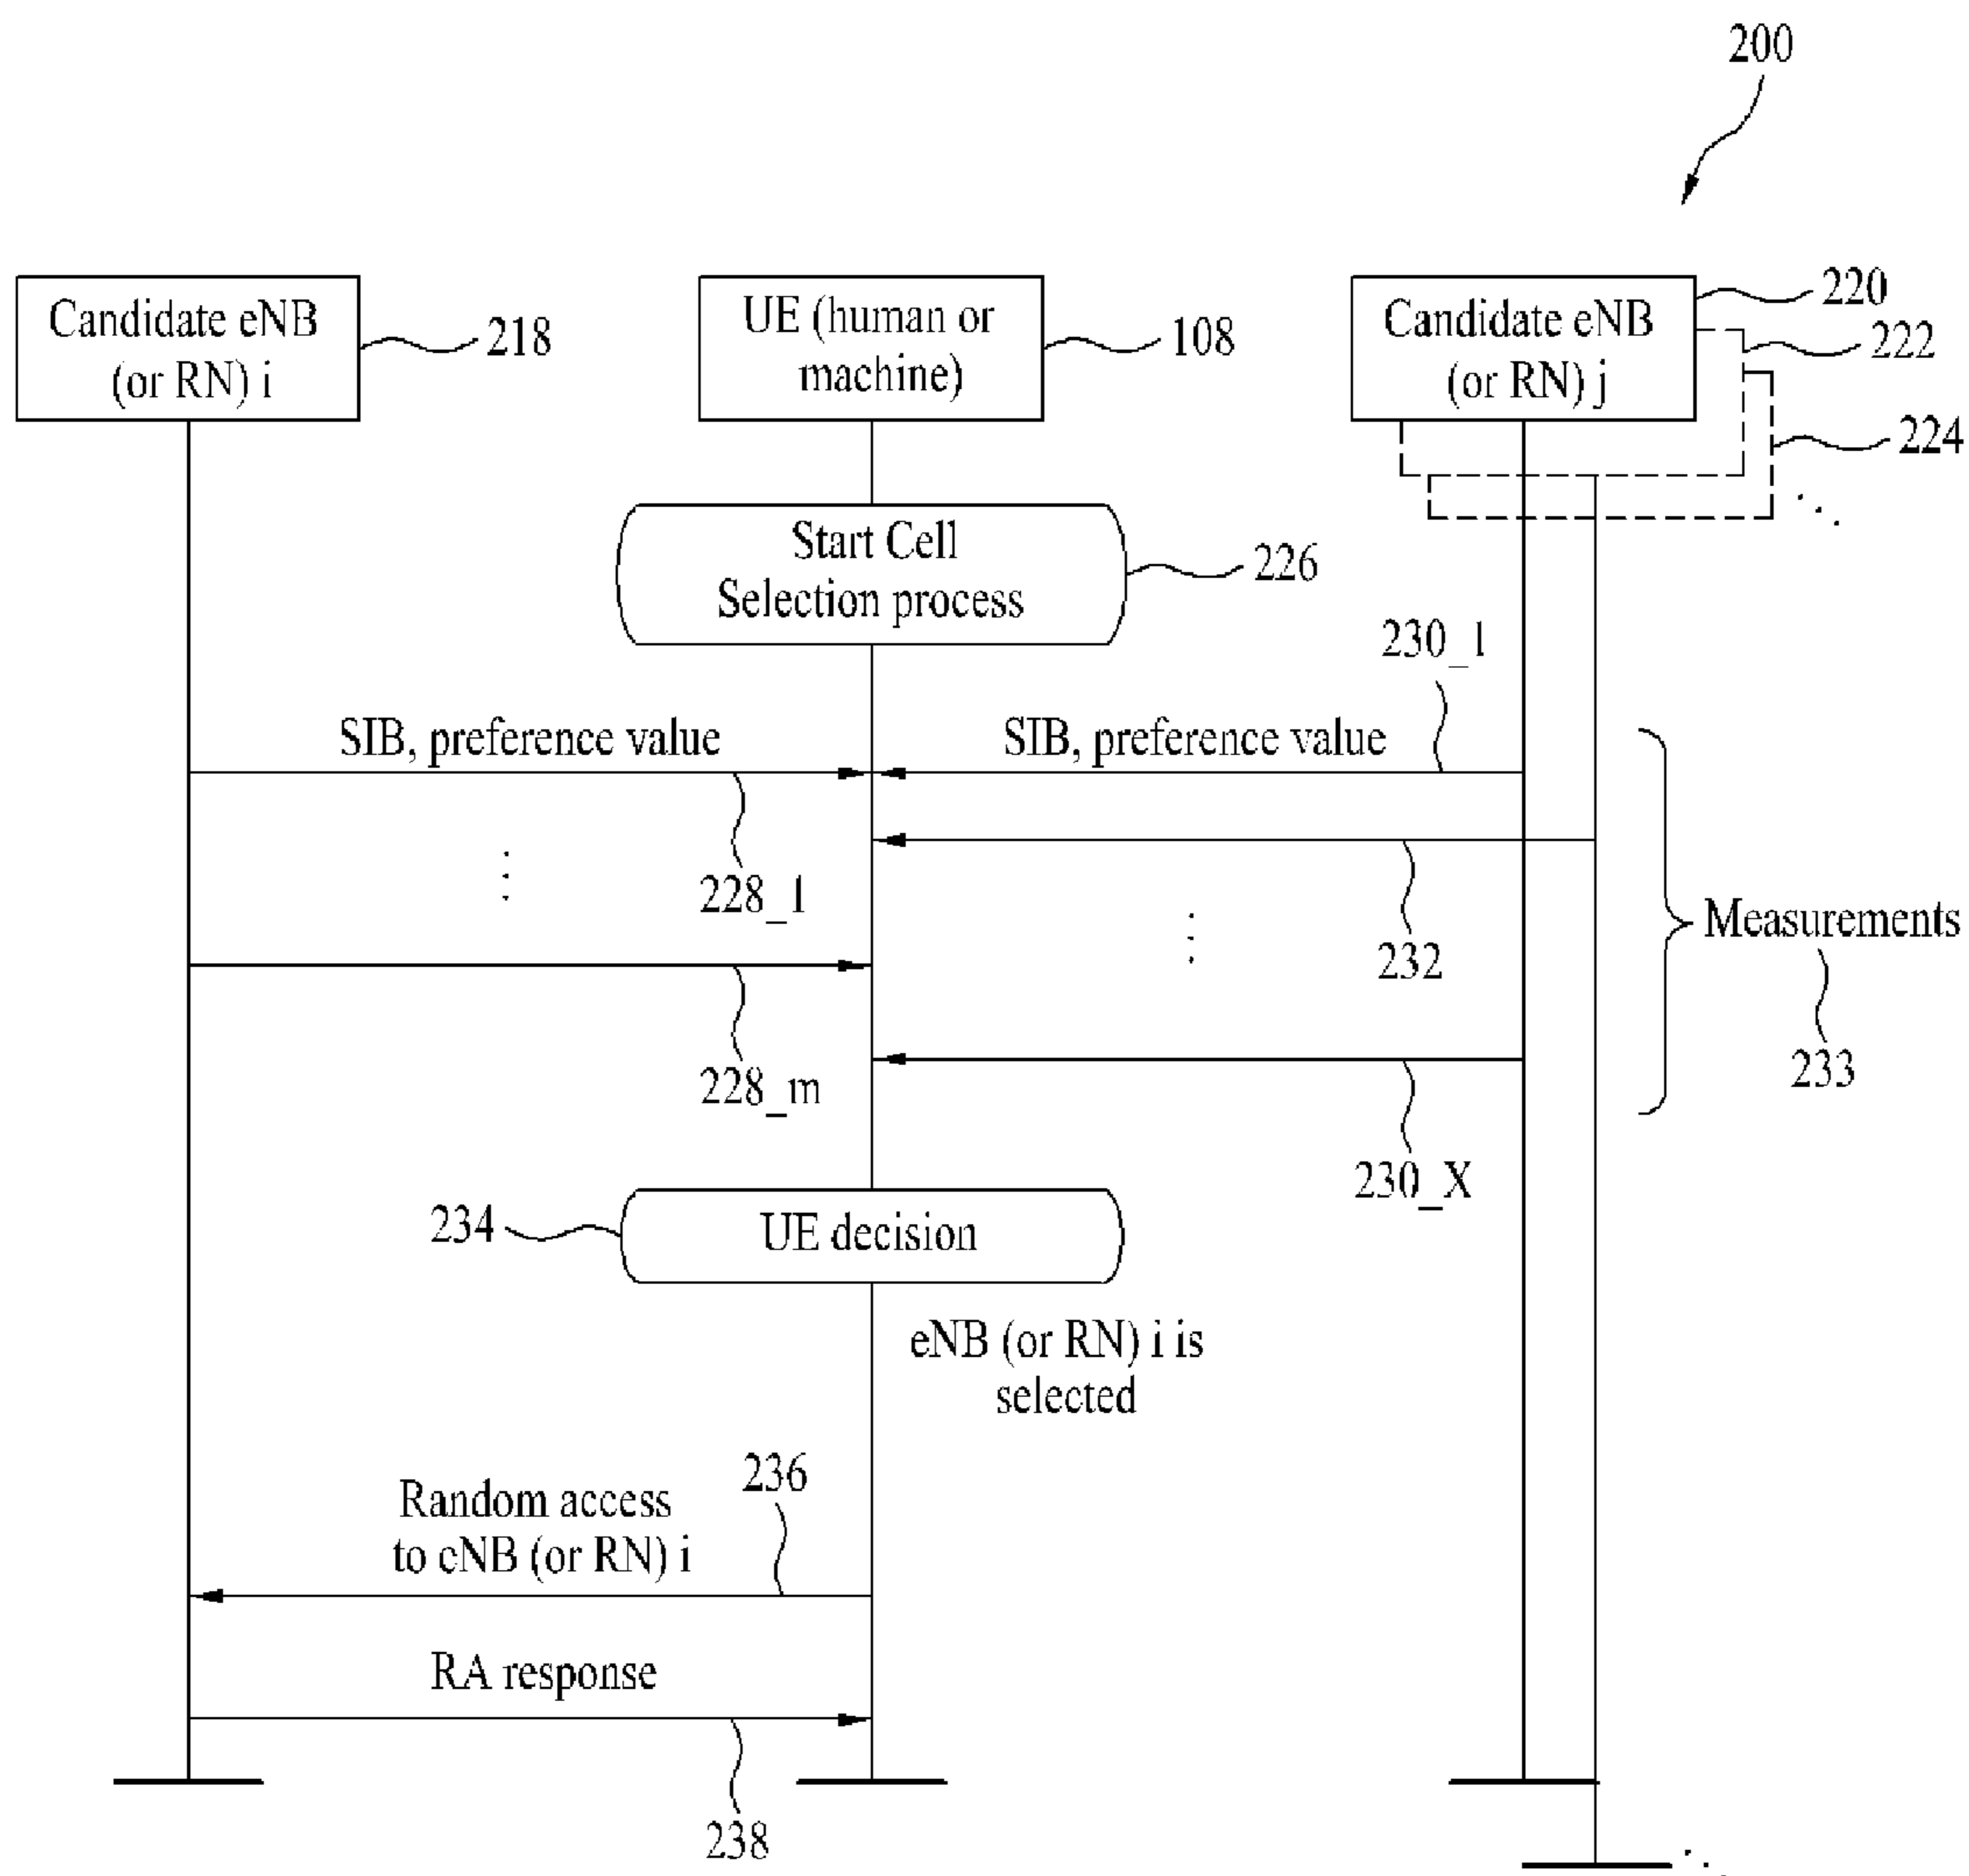 200
Candidate eNB
(or RN) i
218
UE (human or
machine)
108
Candidate eNB
(or RN) j
220
222
224
Start Cell
Selection process
226
230_1
SIB, preference value
SIB, preference value
228_1
232
Measurements
233
228_m
230_X
234
UE decision
eNB (or RN) i is
selected
236
Random access
to eNB (or RN) i
RA response
238